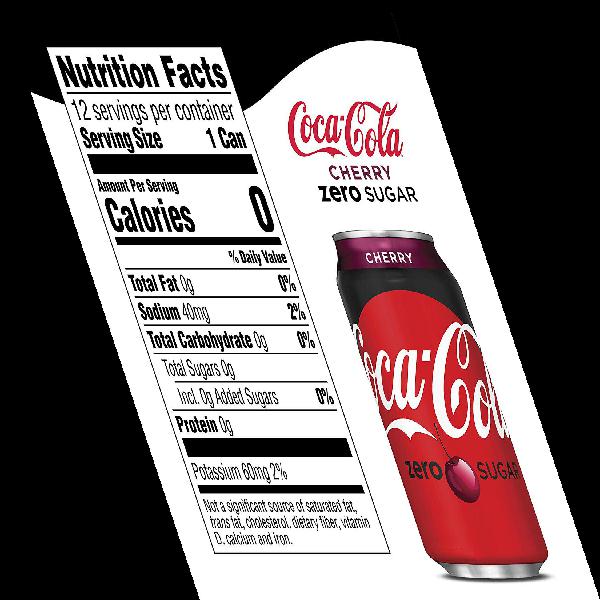 Nutrition Facts
12 servings per container
Serving Size 1 Can
Amount Per Serving
Calories 0
% Daily Value
Total Fat 0g 0%
Sodium 40mg 2%
Total Carbohydrate 0g 0%
Total Sugars 0g
Incl. 0g Added Sugars 0%
Protein 0g
Potassium 60mg 2%
Not a significant source of saturated fat,
trans fat, cholesterol, dietary fiber, vitamin
D, calcium and iron.
Coca-Cola
CHERRY
zero SUGAR
CHERRY
Coca-Cola
zero SUGAR